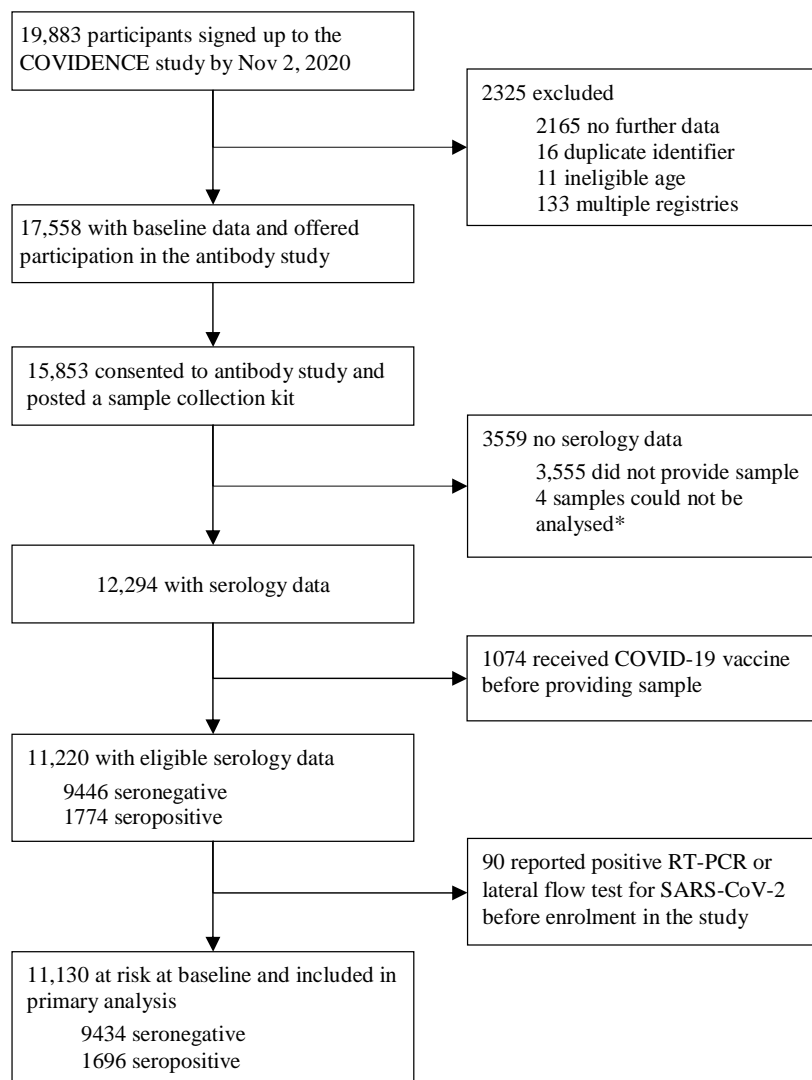 19,883 participants signed up to the
COVIDENCE study by Nov 2, 2020
2325 excluded
2165 no further data
16 duplicate identifier
11 ineligible age
133 multiple registries
17,558 with baseline data and offered
participation in the antibody study
15,853 consented to antibody study and
posted a sample collection kit
3559 no serology data
3,555 did not provide sample
4 samples could not be
analysed*
12,294 with serology data
1074 received COVID-19 vaccine
before providing sample
11,220 with eligible serology data
9446 seronegative
1774 seropositive
90 reported positive RT-PCR or
lateral flow test for SARS-CoV-2
before enrolment in the study
11,130 at risk at baseline and included in
primary analysis
9434 seronegative
1696 seropositive